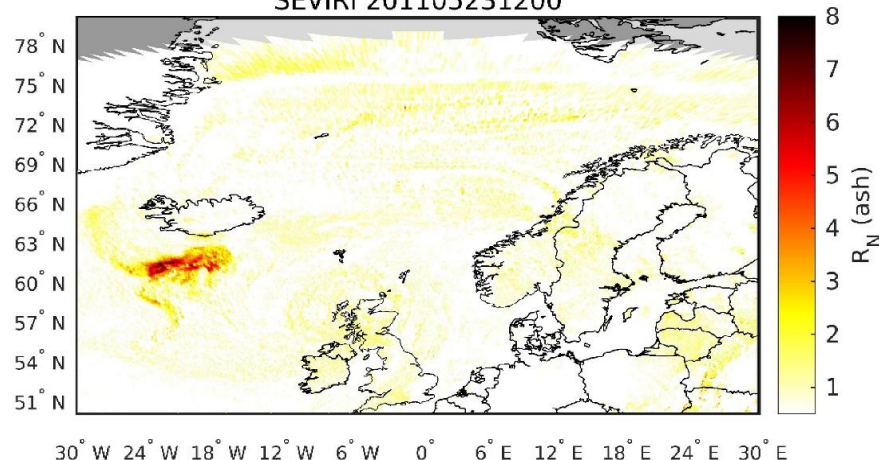 SEVIRI 201105231200
78° N
75° N
72° N
69° N
66° N
63° N
60° N
57° N
54° N
51° N
30° W 24° W 18° W 12° W 6° W 0° 6° E 12° E 18° E 24° E 30° E
8
7
6
5
4
3
2
1
R_N (ash)